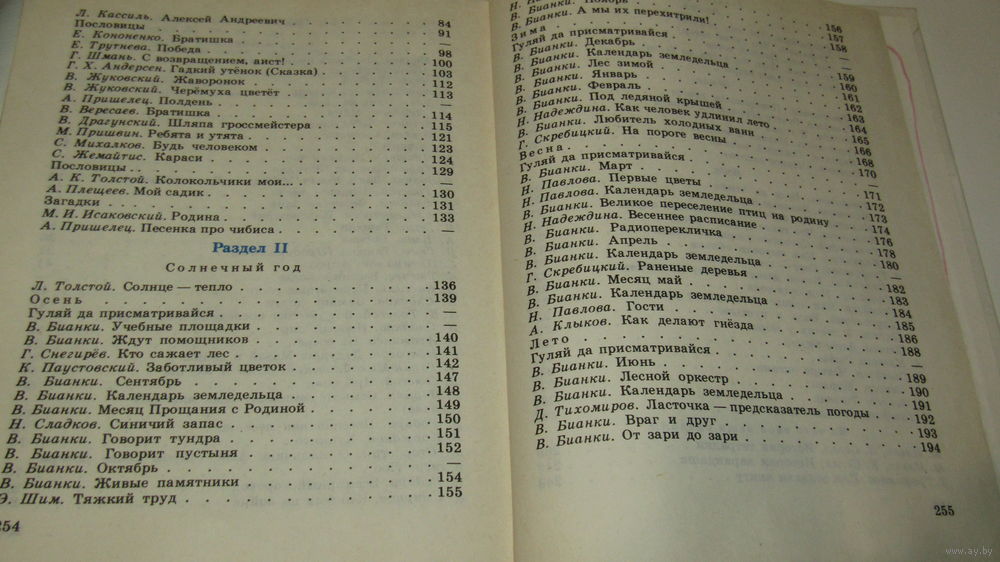 Л. Кассиль. Алексей Андреевич . . . . . . . . 84
Пословицы . . . . . . . . 91
Е. Кононенко. Братишка . . . . . . . . —
Е. Трутнева. Победа . . . . . . . . 98
Г. Шмань. С возвращением, аист! . . . . . . . . 100
Г. Х. Андерсен. Гадкий утёнок (Сказка) . . . . . . . . 103
В. Жуковский. Жаворонок . . . . . . . . 112
В. Жуковский. Черёмуха цветёт . . . . . . . . 113
А. Пришелец. Полдень . . . . . . . . —
В. Вересаев. Братишка . . . . . . . . 114
В. Драгунский. Шляпа гроссмейстера . . . . . . . . 115
М. Пришвин. Ребята и утята . . . . . . . . 121
С. Михалков. Будь человеком . . . . . . . . 123
С. Жемайтис. Караси . . . . . . . . 124
Пословицы . . . . . . . . 129
А. К. Толстой. Колокольчики мои... . . . . . . . . —
А. Плещеев. Мой садик . . . . . . . . 130
Загадки . . . . . . . . 131
М. И. Исаковский. Родина . . . . . . . . 133
А. Пришелец. Песенка про чибиса . . . . . . . . —
Раздел II
Солнечный год
Л. Толстой. Солнце — тепло . . . . . . . . 136
Осень . . . . . . . . 139
Гуляй да присматривайся . . . . . . . . —
В. Бианки. Учебные площадки . . . . . . . . —
В. Бианки. Ждут помощников . . . . . . . . 140
Г. Снегирёв. Кто сажает лес . . . . . . . . 141
К. Паустовский. Заботливый цветок . . . . . . . . 142
В. Бианки. Сентябрь . . . . . . . . 147
В. Бианки. Календарь земледельца . . . . . . . . 148
В. Бианки. Месяц Прощания с Родиной . . . . . . . . 149
Н. Сладков. Синичий запас . . . . . . . . 150
В. Бианки. Говорит тундра . . . . . . . . 151
В. Бианки. Говорит пустыня . . . . . . . . 152
В. Бианки. Октябрь . . . . . . . . —
В. Бианки. Живые памятники . . . . . . . . 154
Э. Шим. Тяжкий труд . . . . . . . . 155
254
В. Бианки. Ноябрь . . . . . . . . 156
В. Бианки. А мы их перехитрили! . . . . . . . . 157
Зима . . . . . . . . 158
Гуляй да присматривайся . . . . . . . . —
В. Бианки. Декабрь . . . . . . . . 159
В. Бианки. Календарь земледельца . . . . . . . . 160
В. Бианки. Лес зимой . . . . . . . . 161
В. Бианки. Январь . . . . . . . . 162
В. Бианки. Февраль . . . . . . . . 163
В. Бианки. Под ледяной крышей . . . . . . . . 164
Н. Надеждина. Как человек удлинил лето . . . . . . . . 165
В. Бианки. Любитель холодных ванн . . . . . . . . 166
Г. Скребицкий. На пороге весны . . . . . . . . 168
Весна . . . . . . . . 170
Гуляй да присматривайся . . . . . . . . —
В. Бианки. Март . . . . . . . . 171
Н. Павлова. Первые цветы . . . . . . . . 172
Н. Павлова. Календарь земледельца . . . . . . . . 173
В. Бианки. Великое переселение птиц на родину . . . . . . . . 174
Н. Надеждина. Весеннее расписание . . . . . . . . 176
В. Бианки. Радиоперекличка . . . . . . . . 178
В. Бианки. Апрель . . . . . . . . 180
В. Бианки. Календарь земледельца . . . . . . . . —
Г. Скребицкий. Раненые деревья . . . . . . . . 182
В. Бианки. Месяц май . . . . . . . . 183
В. Бианки. Календарь земледельца . . . . . . . . 184
Н. Павлова. Гости . . . . . . . . 185
А. Клыков. Как делают гнёзда . . . . . . . . 186
Лето . . . . . . . . 188
Гуляй да присматривайся . . . . . . . . —
В. Бианки. Июнь . . . . . . . . 189
В. Бианки. Лесной оркестр . . . . . . . . 190
В. Бианки. Календарь земледельца . . . . . . . . 191
Д. Тихомиров. Ласточка — предсказатель погоды . . . . . . . . 192
В. Бианки. Враг и друг . . . . . . . . 193
В. Бианки. От зари до зари . . . . . . . . 194
255
www.ay.by